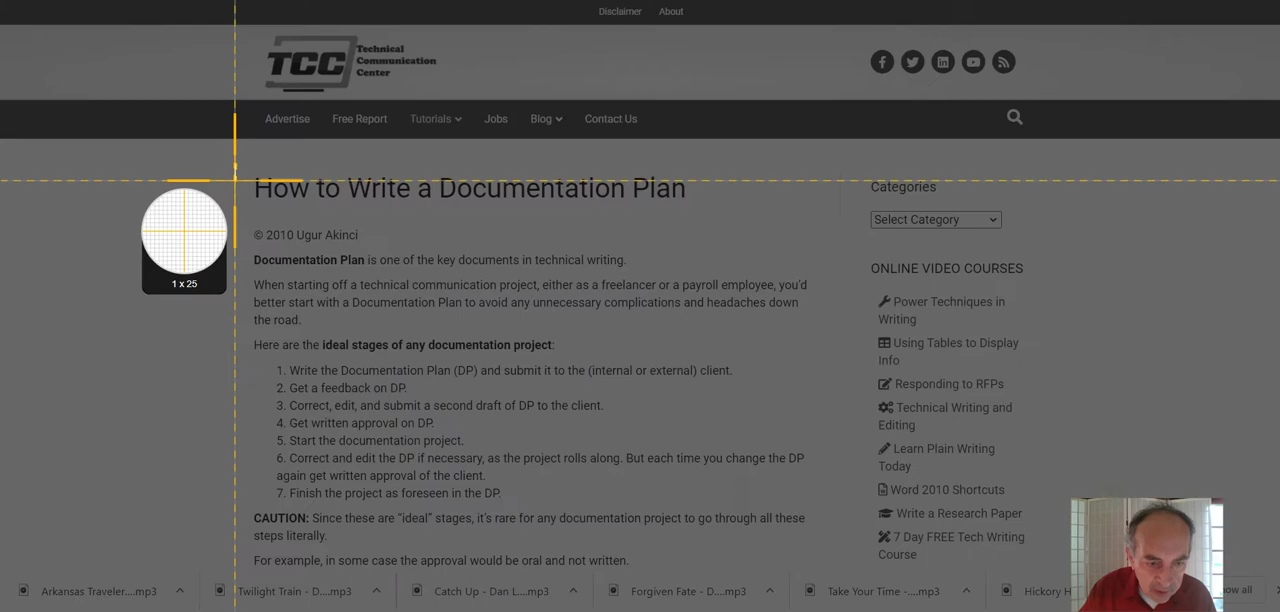 Disclaimer About
TCC Technical
Communication
Center
Advertise Free Report Tutorials Jobs Blog Contact Us
How to Write a Documentation Plan
© 2010 Ugur Akinci
Documentation Plan is one of the key documents in technical writing.
When starting off a technical communication project, either as a freelancer or a payroll employee, you'd
better start with a Documentation Plan to avoid any unnecessary complications and headaches down
the road.
Here are the ideal stages of any documentation project:
1. Write the Documentation Plan (DP) and submit it to the (internal or external) client.
2. Get a feedback on DP.
3. Correct, edit, and submit a second draft of DP to the client.
4. Get written approval on DP.
5. Start the documentation project.
6. Correct and edit the DP if necessary, as the project rolls along. But each time you change the DP
again get written approval of the client.
7. Finish the project as foreseen in the DP.
CAUTION: Since these are “ideal” stages, it's rare for any documentation project to go through all these
steps literally.
For example, in some case the approval would be oral and not written.
Categories
Select Category
ONLINE VIDEO COURSES
Power Techniques in
Writing
Using Tables to Display
Info
Responding to RFPs
Technical Writing and
Editing
Learn Plain Writing
Today
Word 2010 Shortcuts
Write a Research Paper
7 Day FREE Tech Writing
Course
1 x 25
Arkansas Traveler....mp3 Twilight Train - D....mp3 Catch Up - Dan L....mp3 Forgiven Fate - D....mp3 Take Your Time -....mp3 Hickory